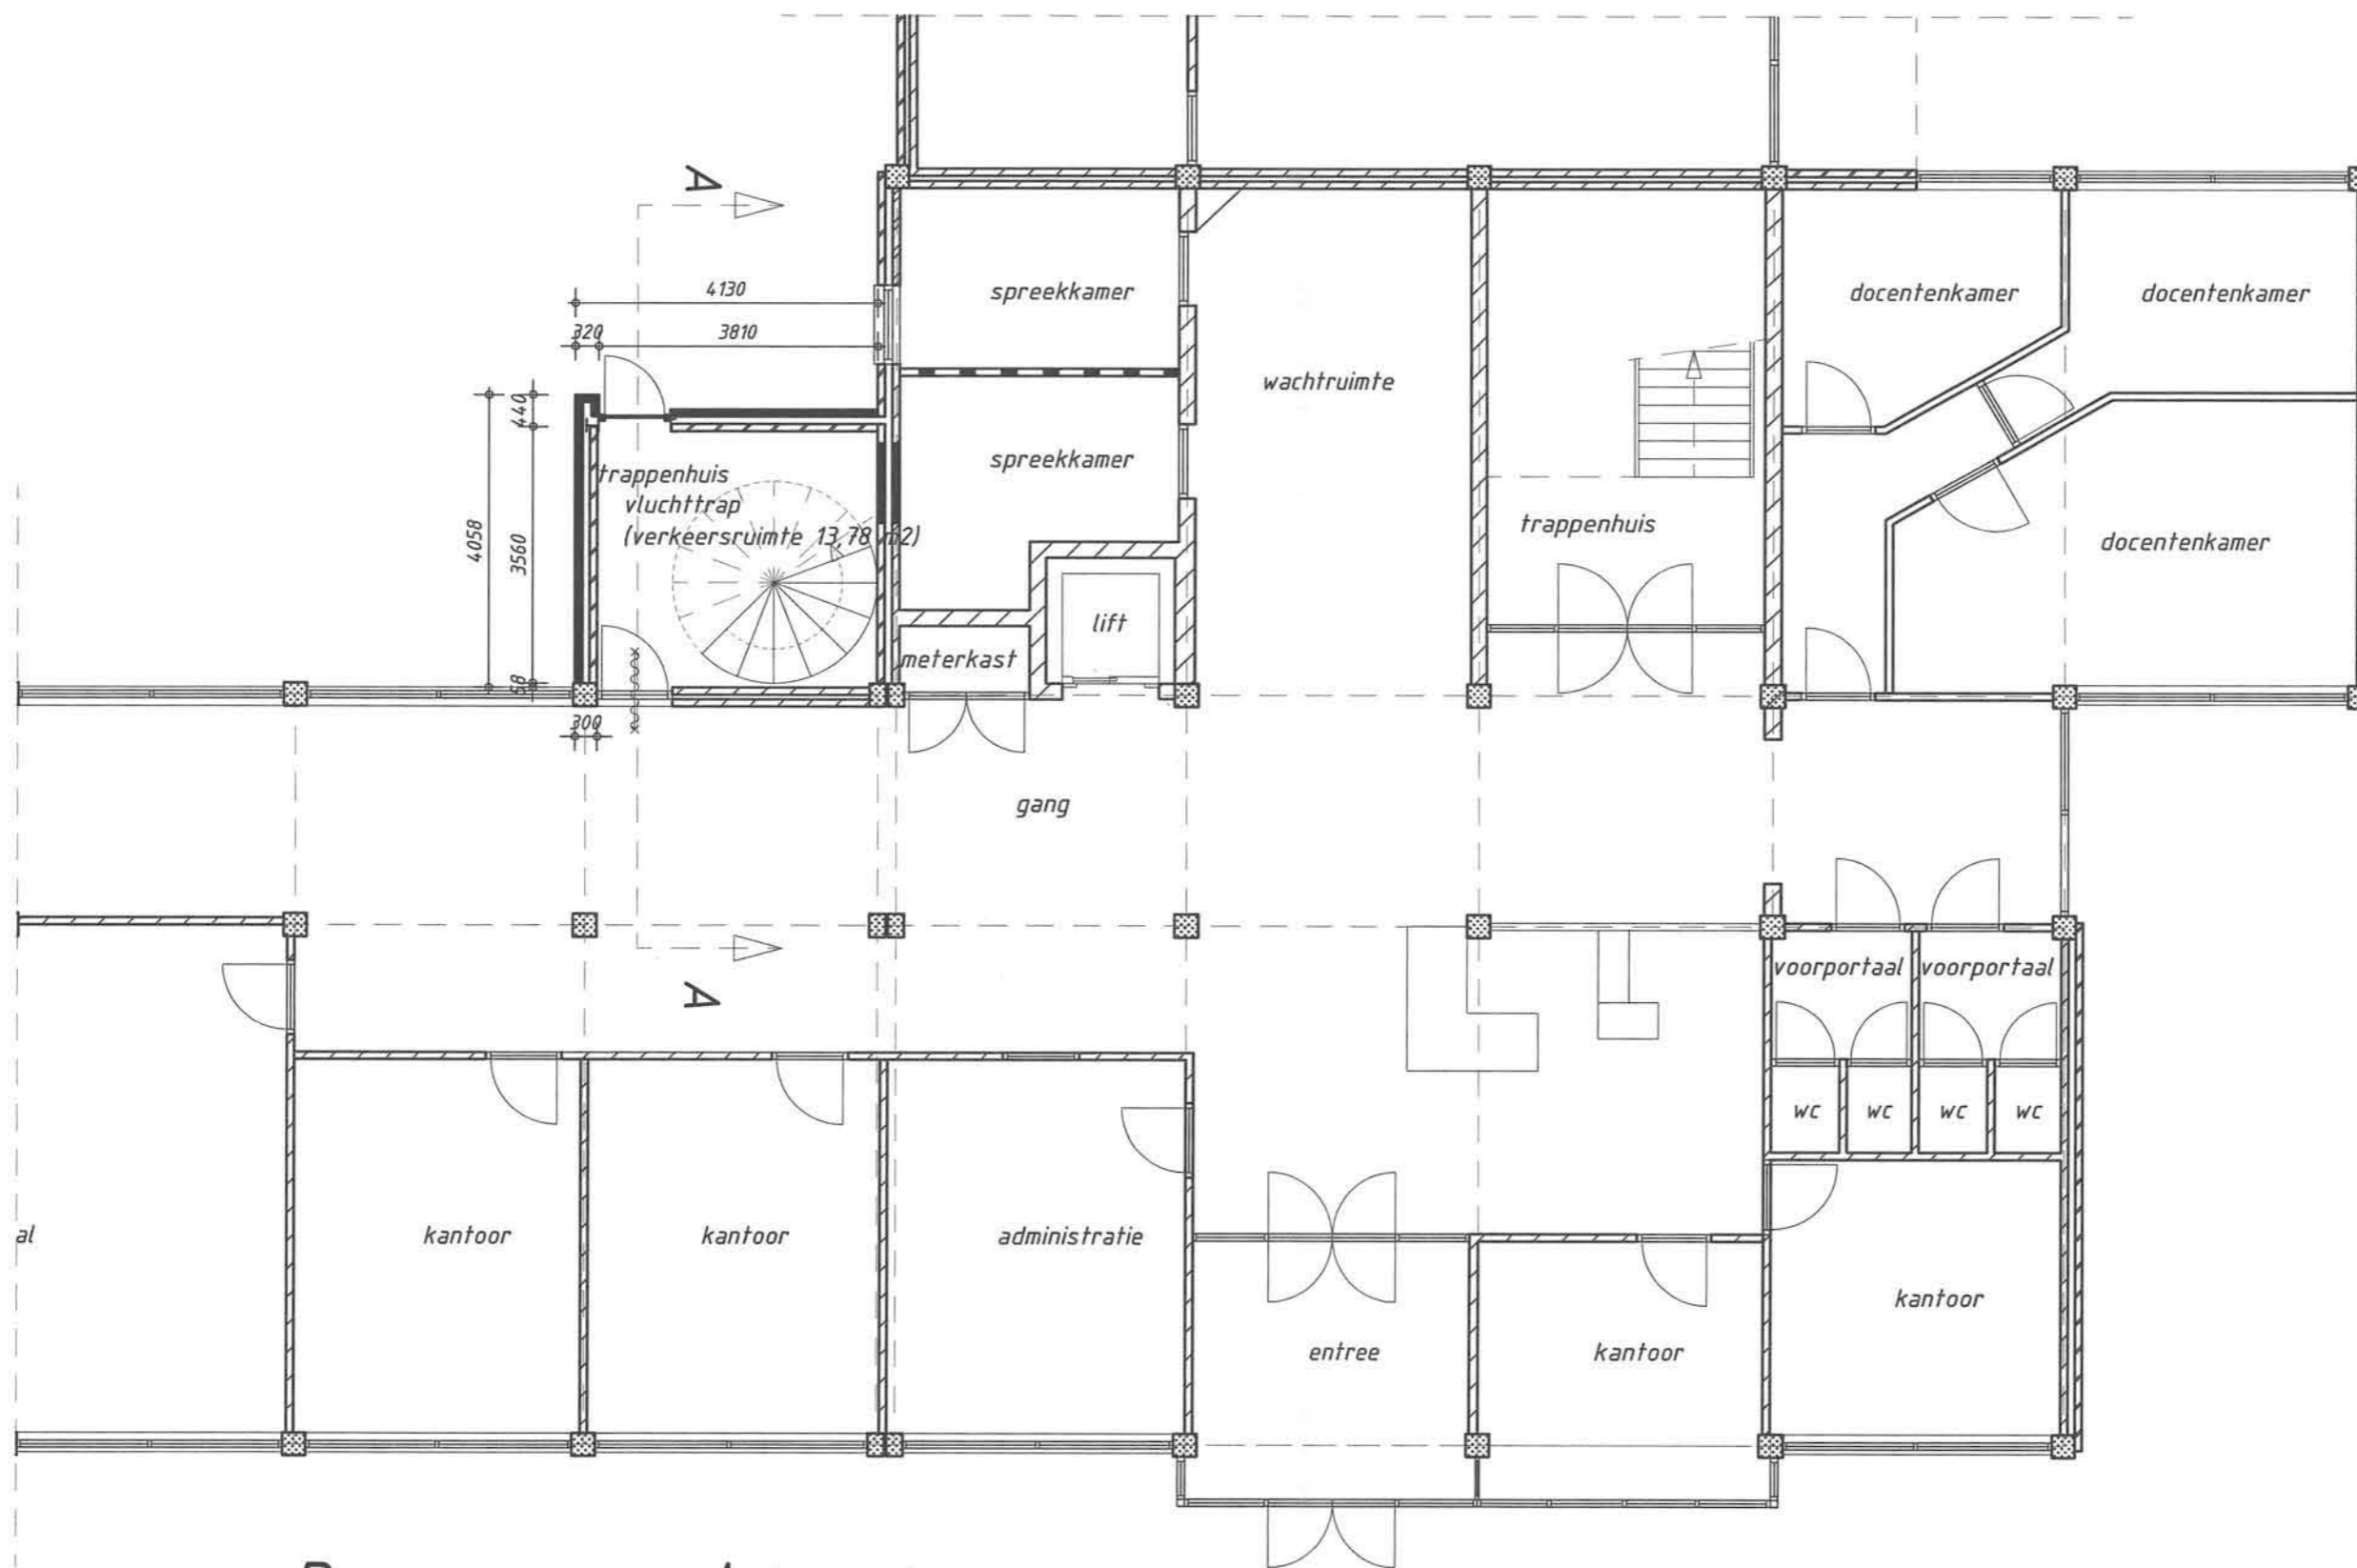 A
4130
320
3810
spreekkamer
docentenkamer
docentenkamer
wachtruimte
440
4058
3560
58
300
trappenhuis
vluchttrap
(verkeersruimte 13,78 m2)
spreekkamer
trappenhuis
docentenkamer
lift
meterkast
gang
A
voorportaal
voorportaal
wc
wc
wc
wc
al
kantoor
kantoor
administratie
kantoor
entree
kantoor